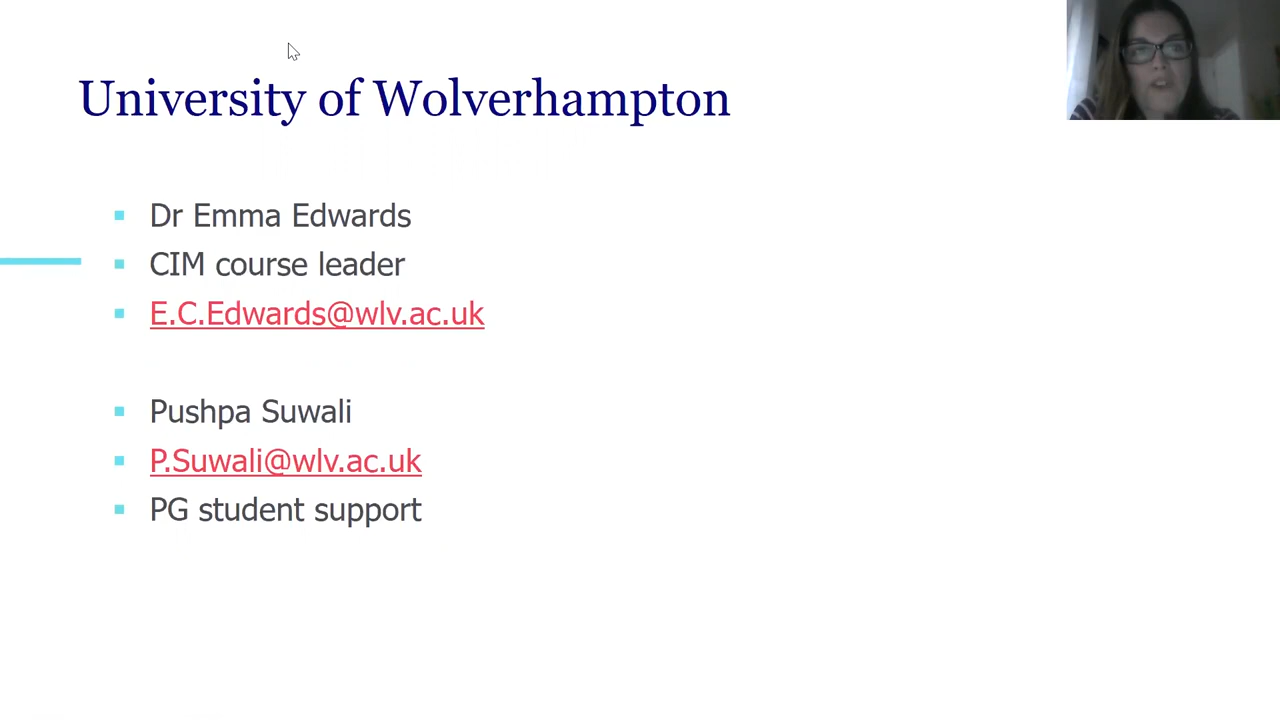 University of Wolverhampton
Dr Emma Edwards
CIM course leader
E.C.Edwards@wlv.ac.uk
Pushpa Suwali
P.Suwali@wlv.ac.uk
PG student support